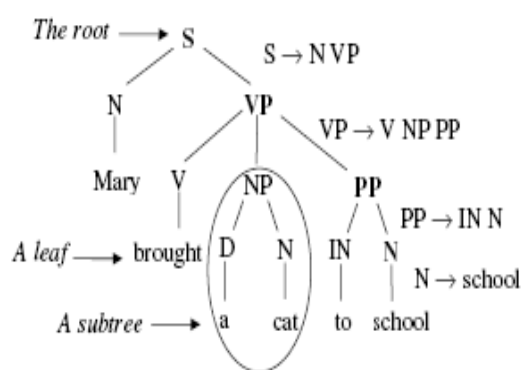 The root → S
S → N VP
N VP
VP → V NP PP
Mary V NP PP
PP → IN N
A leaf → brought D N IN N
N → school
A subtree → a cat to school